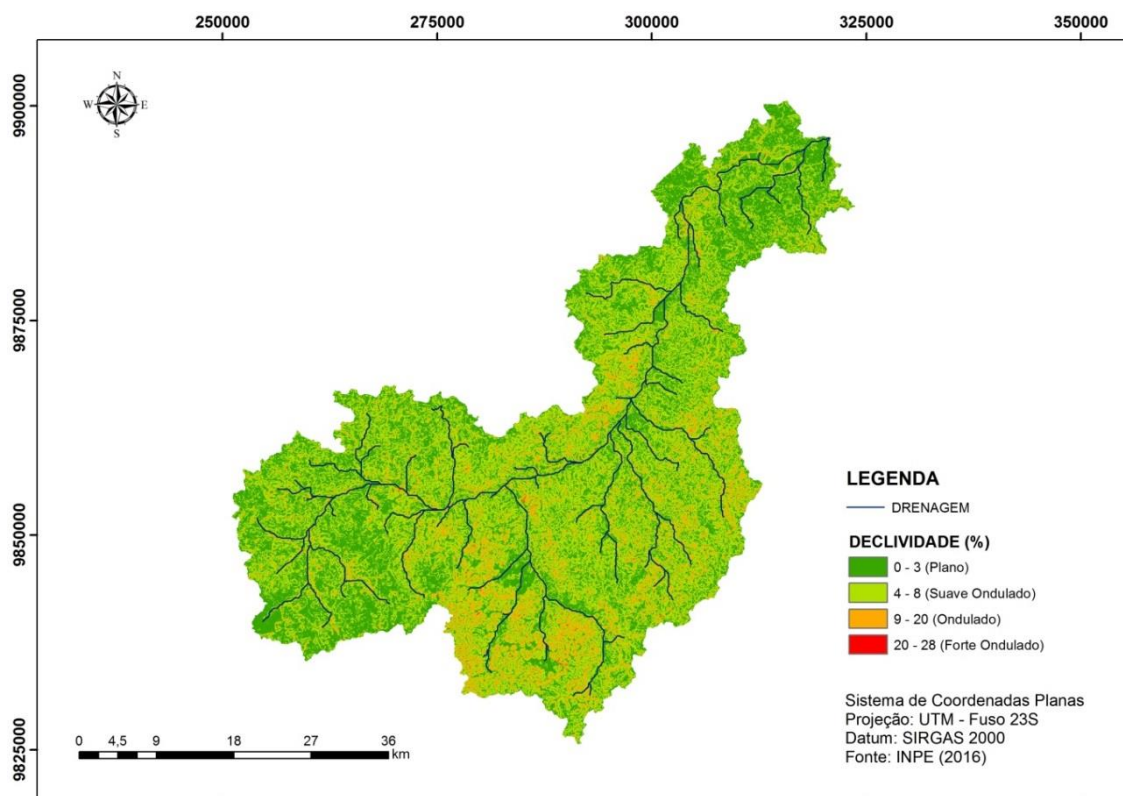 250000 275000 300000 325000 350000
9900000
N
W E
S
9875000
9850000
9825000
LEGENDA
DRENAGEM
DECLIVIDADE (%)
0 - 3 (Plano)
4 - 8 (Suave Ondulado)
9 - 20 (Ondulado)
20 - 28 (Forte Ondulado)
Sistema de Coordenadas Planas
Projeção: UTM - Fuso 23S
Datum: SIRGAS 2000
Fonte: INPE (2016)
0 4,5 9 18 27 36
km